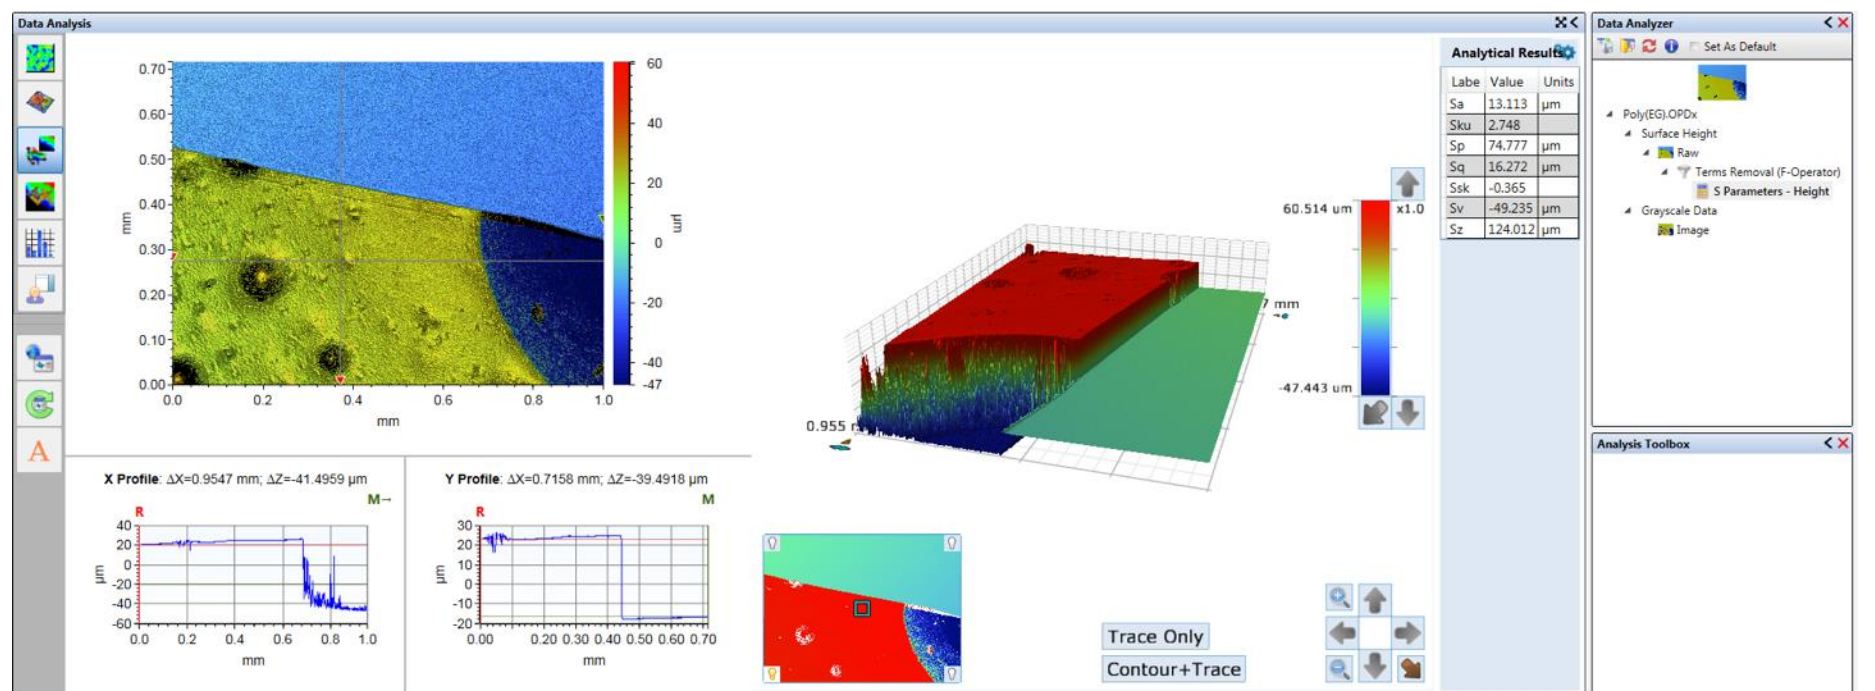 Data Analysis
0.70
0.60
0.50
0.40
0.30
0.20
0.10
0.00
mm
0.0 0.2 0.4 0.6 0.8 1.0
mm
60
40
20
0
-20
-40
-47
µm
X Profile: ΔX=0.9547 mm; ΔZ=-41.4959 µm
M→
R
40
20
0
-20
-40
-60
µm
0.0 0.2 0.4 0.6 0.8 1.0
mm
Y Profile: ΔX=0.7158 mm; ΔZ=-39.4918 µm
M
R
30
20
10
0
-10
-20
µm
0.00 0.20 0.30 0.40 0.50 0.60 0.70
mm
60.514 um
x1.0
-47.443 um
7 mm
0.955 r
Trace Only
Contour+Trace
Analytical Results
Labe Value Units
Sa 13.113 µm
Sku 2.748
Sp 74.777 µm
Sq 16.272 µm
Ssk -0.365
Sv -49.235 µm
Sz 124.012 µm
A
Data Analyzer
Set As Default
Poly(EG).OPDx
Surface Height
Raw
Terms Removal (F-Operator)
S Parameters - Height
Grayscale Data
Image
Analysis Toolbox